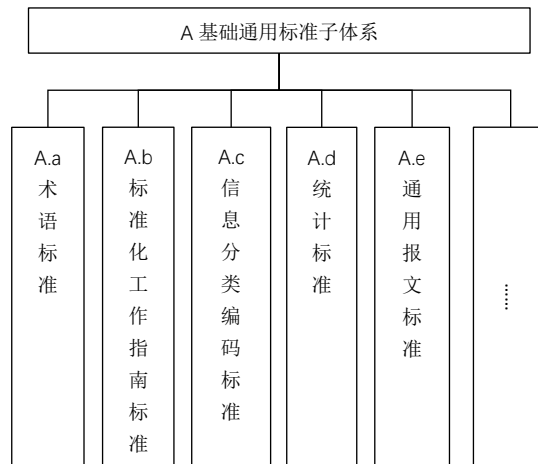 A 基础通用标准子体系
A.a
术语标准
A.b
标准化工作指南标准
A.c
信息分类编码标准
A.d
统计标准
A.e
通用报文标准
......